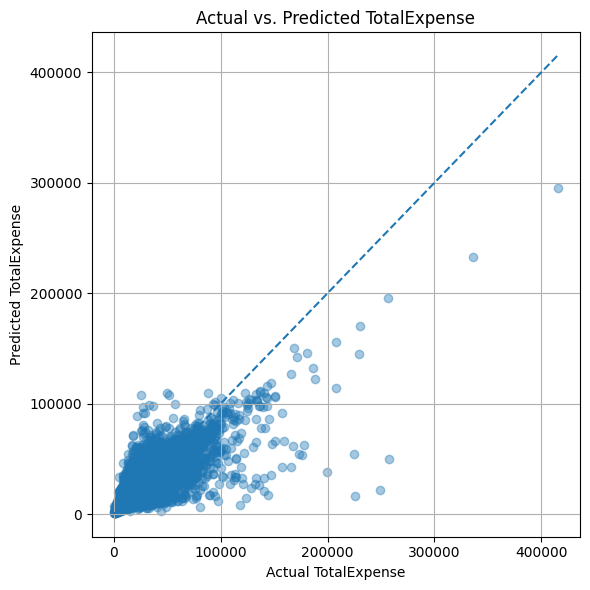 Actual vs. Predicted TotalExpense
Predicted TotalExpense
400000
300000
200000
100000
0
0 100000 200000 300000 400000
Actual TotalExpense